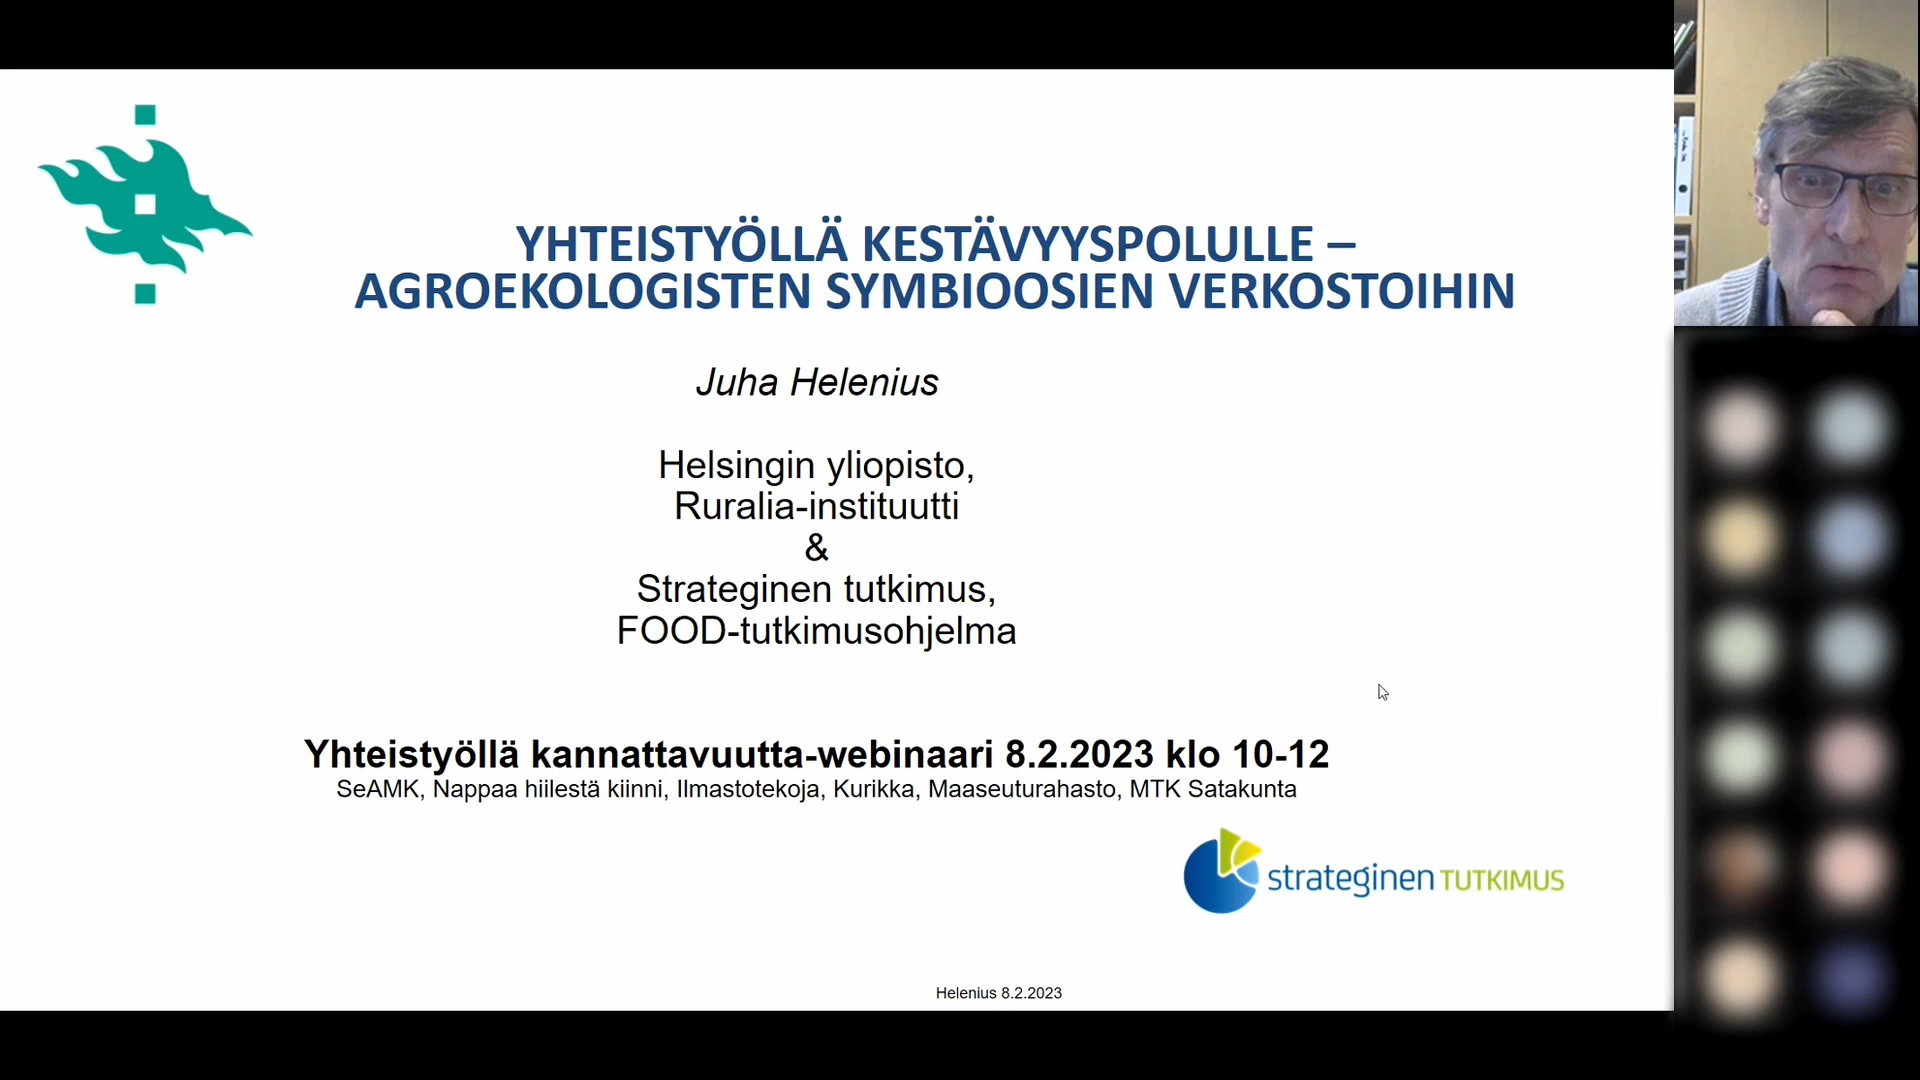 YHTEISTYÖLLÄ KESTÄVYYSPOLULLE –
AGROEKOLOGISTEN SYMBIOOSIEN VERKOSTOIHIN
Juha Helenius
Helsingin yliopisto,
Ruralia-instituutti
&
Strateginen tutkimus,
FOOD-tutkimusohjelma
Yhteistyöllä kannattavuutta-webinaari 8.2.2023 klo 10-12
SeAMK, Nappaa hiilestä kiinni, Ilmastotekoja, Kurikka, Maaseuturahasto, MTK Satakunta
strateginen TUTKIMUS
Helenius 8.2.2023